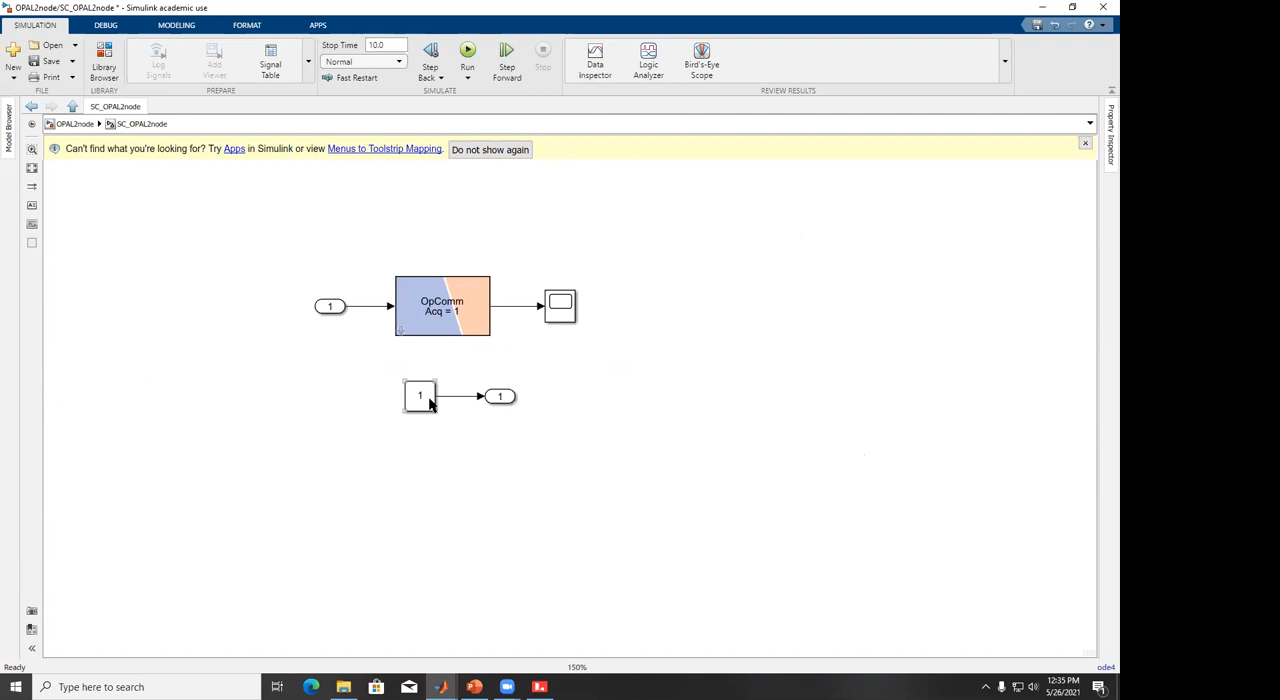 OPAL2node/SC_OPAL2node * - Simulink academic use
SIMULATION DEBUG MODELING FORMAT APPS
New
Open
Save
Print
FILE
Library
Browser
LIBRARY
Log
Signals
Add
Viewer
Signal
Table
PREPARE
Stop Time 10.0
Normal
Fast Restart
Step
Back
Run
Step
Forward
Stop
SIMULATE
Data
Inspector
Logic
Analyzer
Bird's-Eye
Scope
REVIEW RESULTS
SC_OPAL2node
OPAL2node SC_OPAL2node
Model Browser
Property Inspector
Can't find what you're looking for? Try Apps in Simulink or view Menus to Toolstrip Mapping. Do not show again
1
OpComm
Acq = 1
1
1
Ready 150% ode4
Type here to search
12:35 PM
5/26/2021